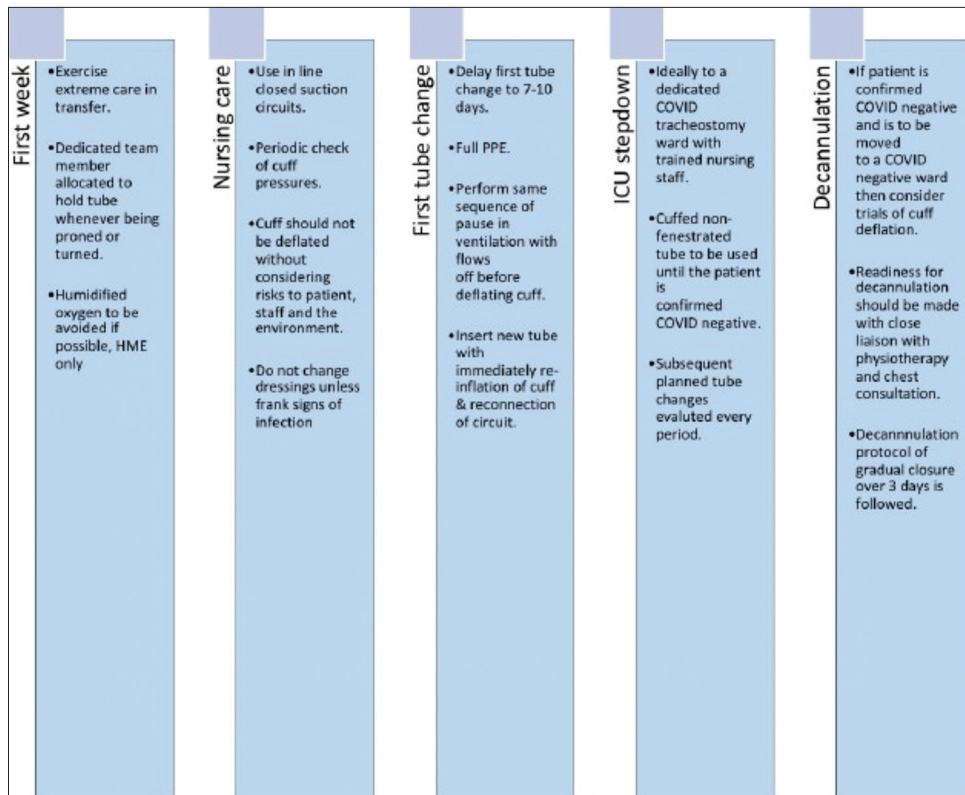 First week
•Exercise
extreme care in
transfer.
•Dedicated team
member
allocated to
hold tube
whenever being
proned or
turned.
•Humidified
oxygen to be
avoided if
possible, HME
only
Nursing care
•Use in line
closed suction
circuits.
•Periodic check
of cuff
pressures.
•Cuff should not
be deflated
without
considering
risks to patient,
staff and the
environment.
•Do not change
dressings unless
frank signs of
infection
First tube change
•Delay first tube
change to 7-10
days.
•Full PPE.
•Perform same
sequence of
pause in
ventilation with
flows
off before
deflating cuff.
•Insert new tube
with
immediately re-
inflation of cuff
& reconnection
of circuit.
ICU stepdown
•Ideally to a
dedicated
COVID
tracheostomy
ward with
trained nursing
staff.
•Cuffed non-
fenestrated
tube to be used
until the patient
is
confirmed
COVID negative.
•Subsequent
planned tube
changes
evaluted every
period.
Decannulation
•If patient is
confirmed
COVID negative
and is to be
moved
to a COVID
negative ward
then consider
trials of cuff
deflation.
•Readiness for
decannulation
should be made
with close
liaison with
physiotherapy
and chest
consultation.
•Decannnulation
protocol of
gradual closure
over 3 days is
followed.